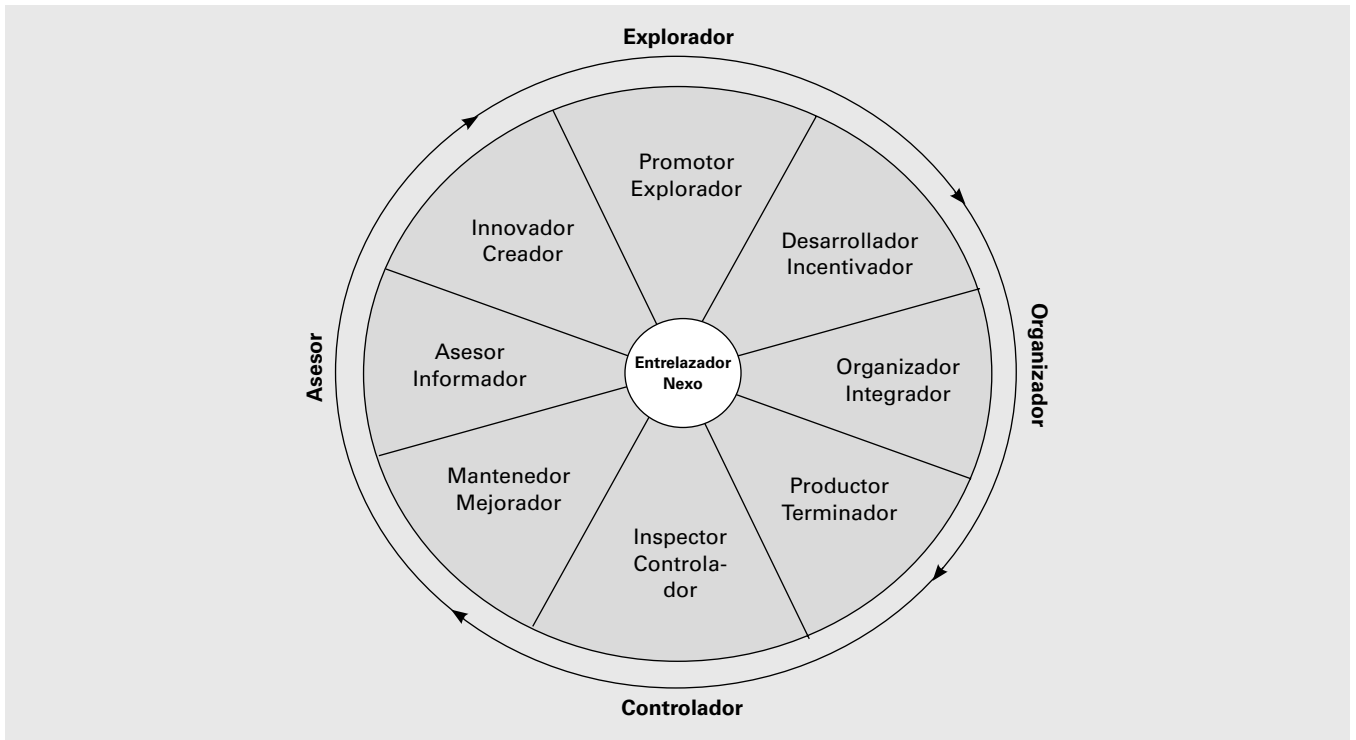 Explorador
Promotor
Explorador
Innovador
Creador
Desarrollador
Incentivador
Asesor
Asesor
Informador
Entrelazador
Nexo
Organizador
Integrador
Organizador
Mantenedor
Mejorador
Productor
Terminador
Inspector
Controla-
dor
Controlador